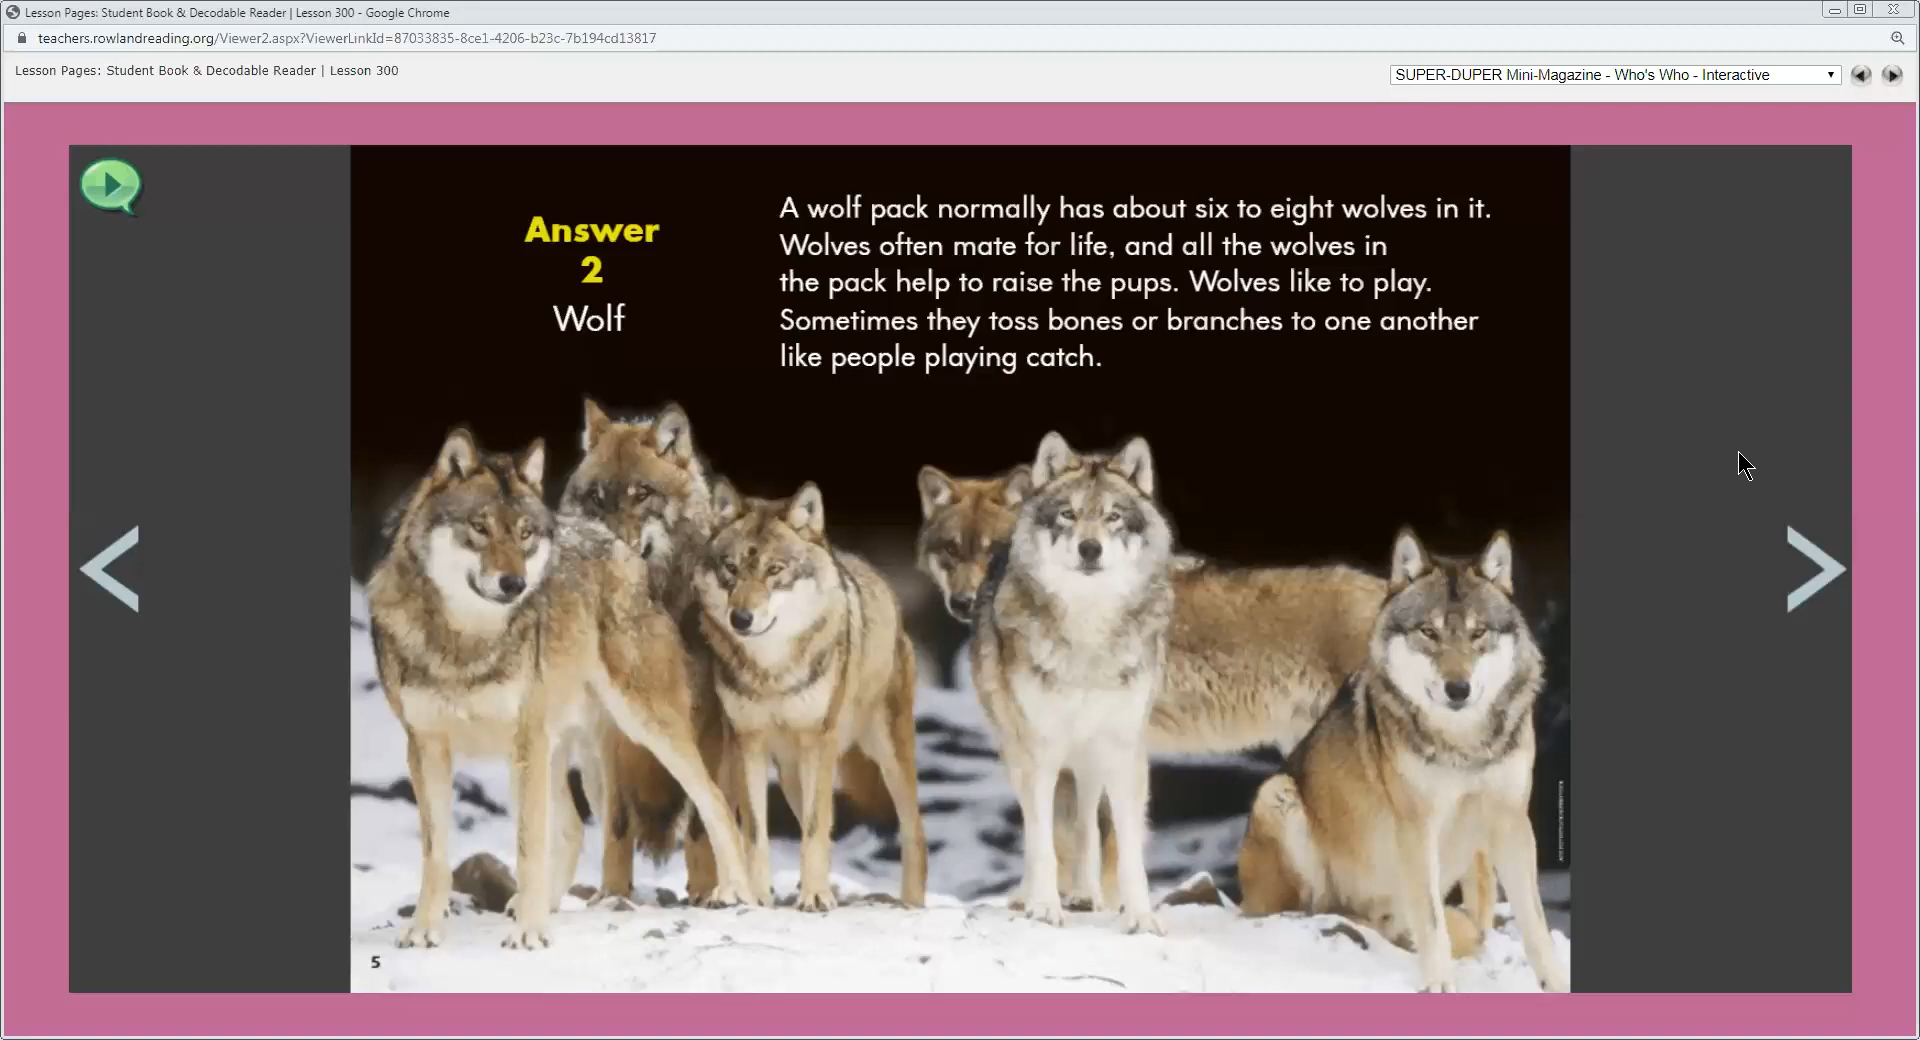 Lesson Pages: Student Book & Decodable Reader | Lesson 300 - Google Chrome
teachers.rowlandreading.org/Viewer2.aspx?ViewerLinkId=87033835-8ce1-4206-b23c-7b194cd13817
Lesson Pages: Student Book & Decodable Reader | Lesson 300
SUPER-DUPER Mini-Magazine - Who's Who - Interactive
Answer
2
Wolf
A wolf pack normally has about six to eight wolves in it.
Wolves often mate for life, and all the wolves in
the pack help to raise the pups. Wolves like to play.
Sometimes they toss bones or branches to one another
like people playing catch.
5